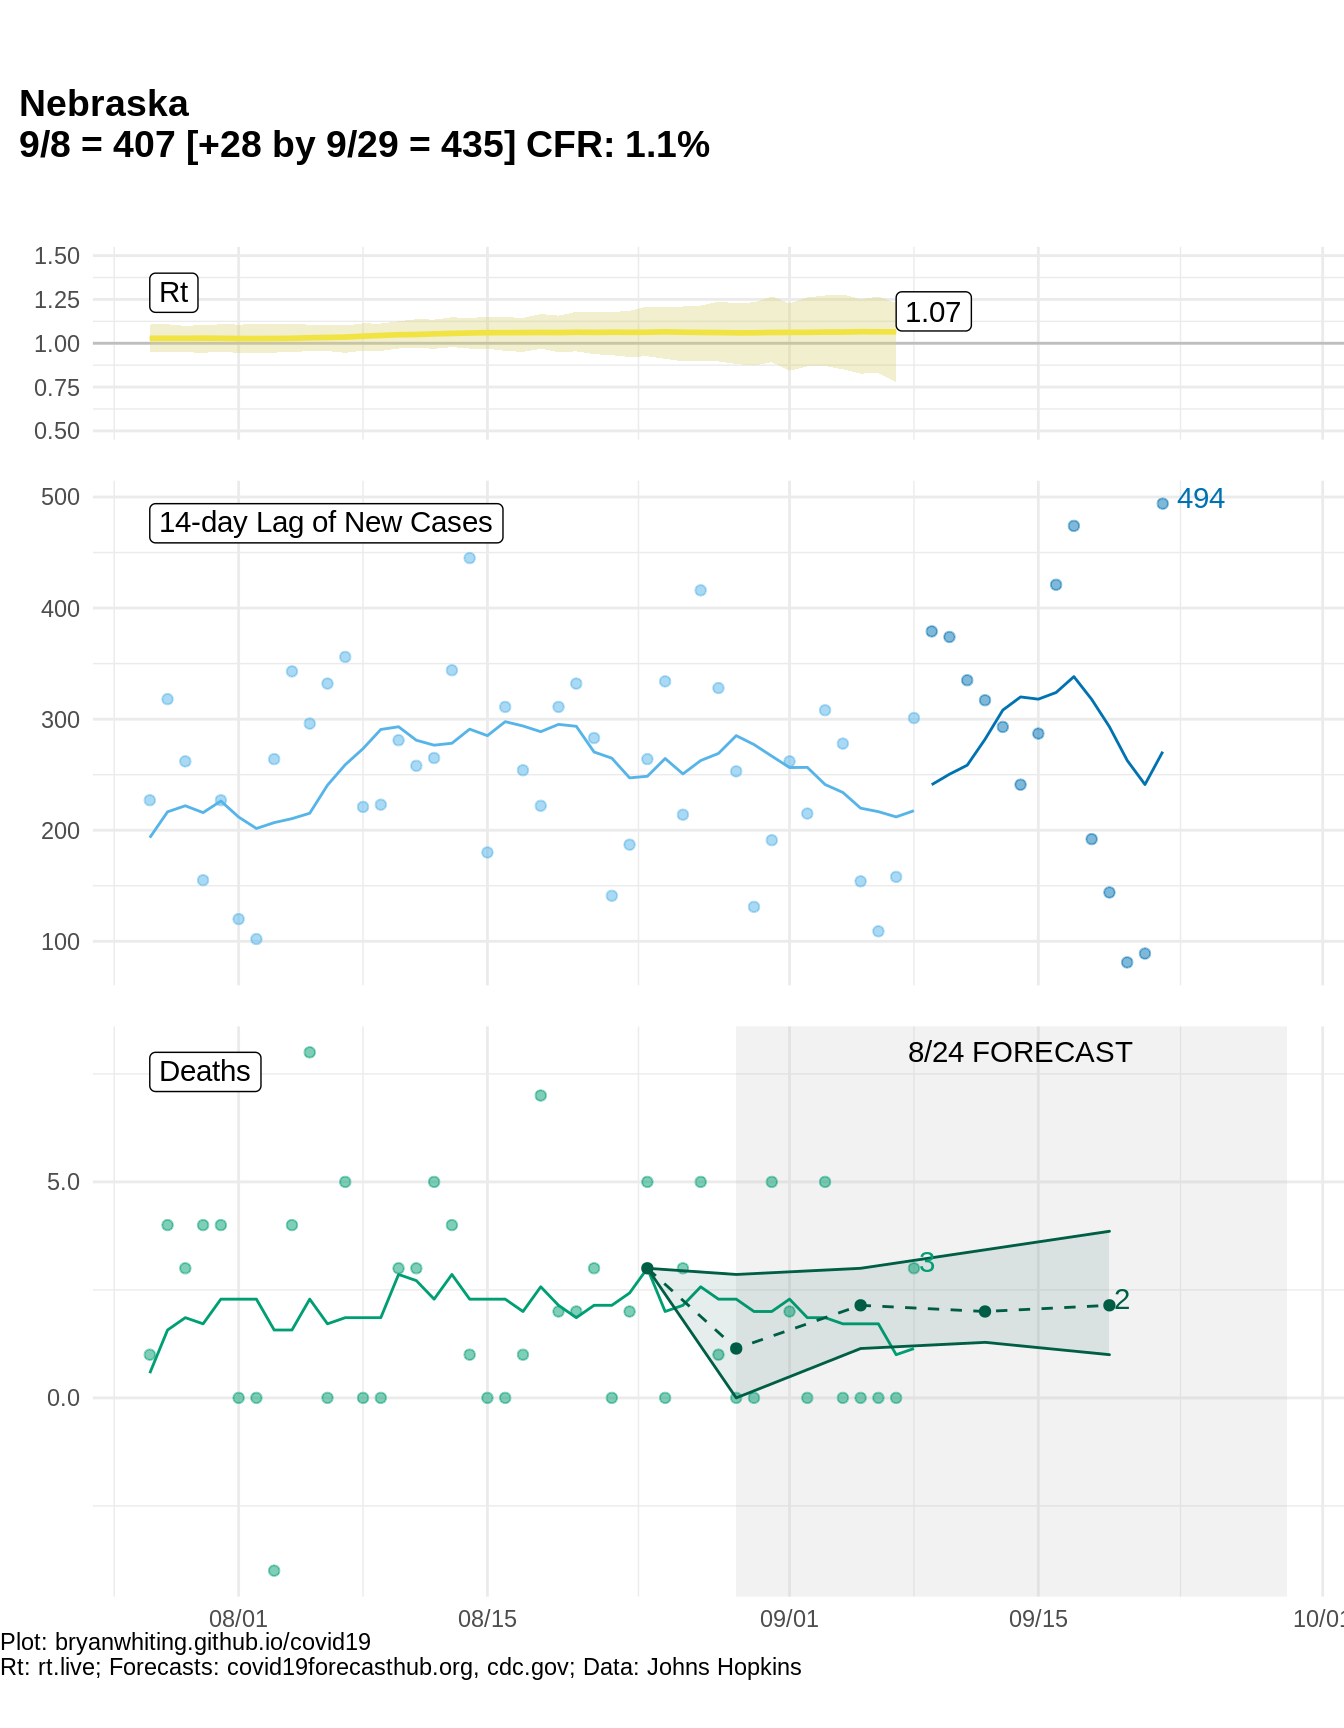 Nebraska
9/8 = 407 [+28 by 9/29 = 435] CFR: 1.1%
1.50
1.25
1.00
0.75
0.50
Rt
1.07
500
400
300
200
100
14-day Lag of New Cases
494
Deaths
8/24 FORECAST
5.0
0.0
3
2
08/01
08/15
09/01
09/15
10/01
Plot: bryanwhiting.github.io/covid19
Rt: rt.live; Forecasts: covid19forecasthub.org, cdc.gov; Data: Johns Hopkins